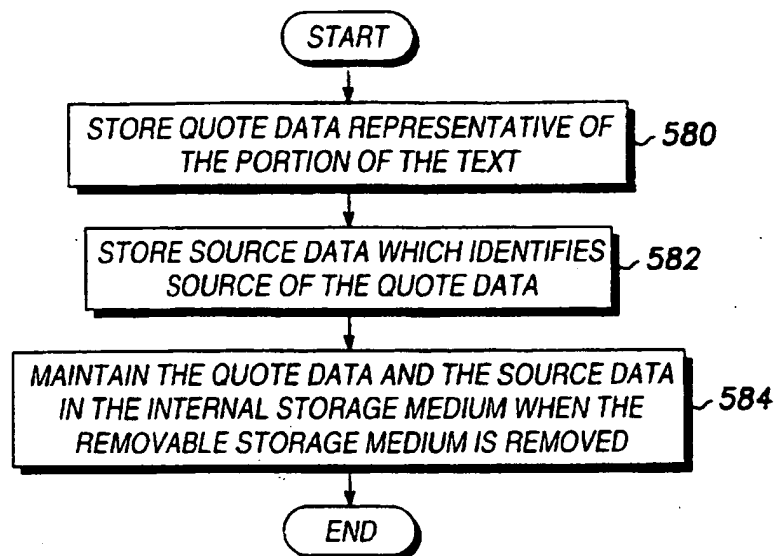 START
STORE QUOTE DATA REPRESENTATIVE OF
THE PORTION OF THE TEXT
580
STORE SOURCE DATA WHICH IDENTIFIES
SOURCE OF THE QUOTE DATA
582
MAINTAIN THE QUOTE DATA AND THE SOURCE DATA
IN THE INTERNAL STORAGE MEDIUM WHEN THE
REMOVABLE STORAGE MEDIUM IS REMOVED
584
END